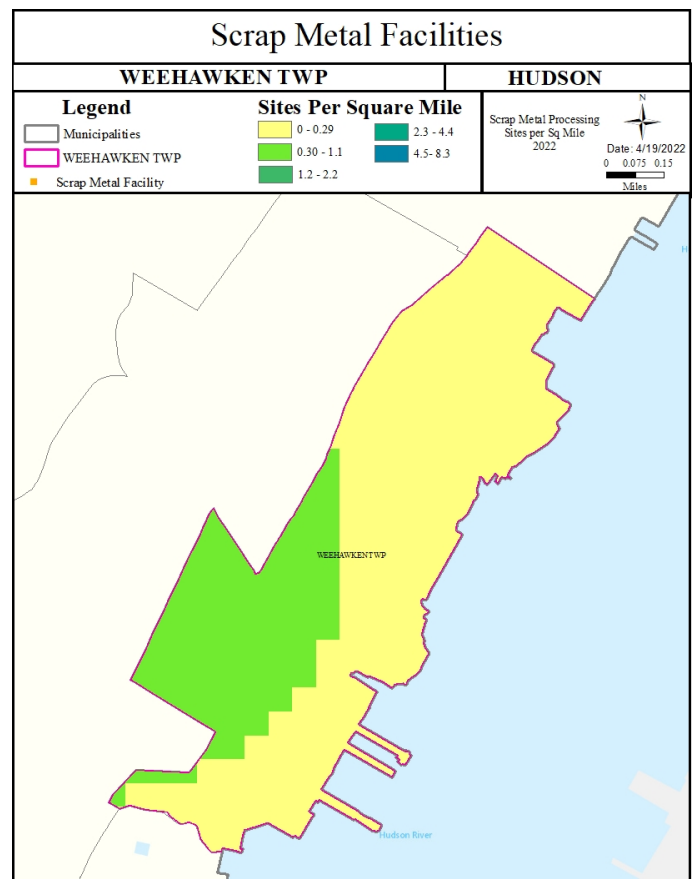 Scrap Metal Facilities
WEEHAWKEN TWP
HUDSON
Legend
Municipalities
WEEHAWKEN TWP
Scrap Metal Facility
Sites Per Square Mile
0 - 0.29
0.30 - 1.1
1.2 - 2.2
2.3 - 4.4
4.5- 8.3
Scrap Metal Processing
Sites per Sq Mile
2022
N
Date: 4/19/2022
0 0.075 0.15
Miles
H
WEEHAWKEN TWP
Hudson River